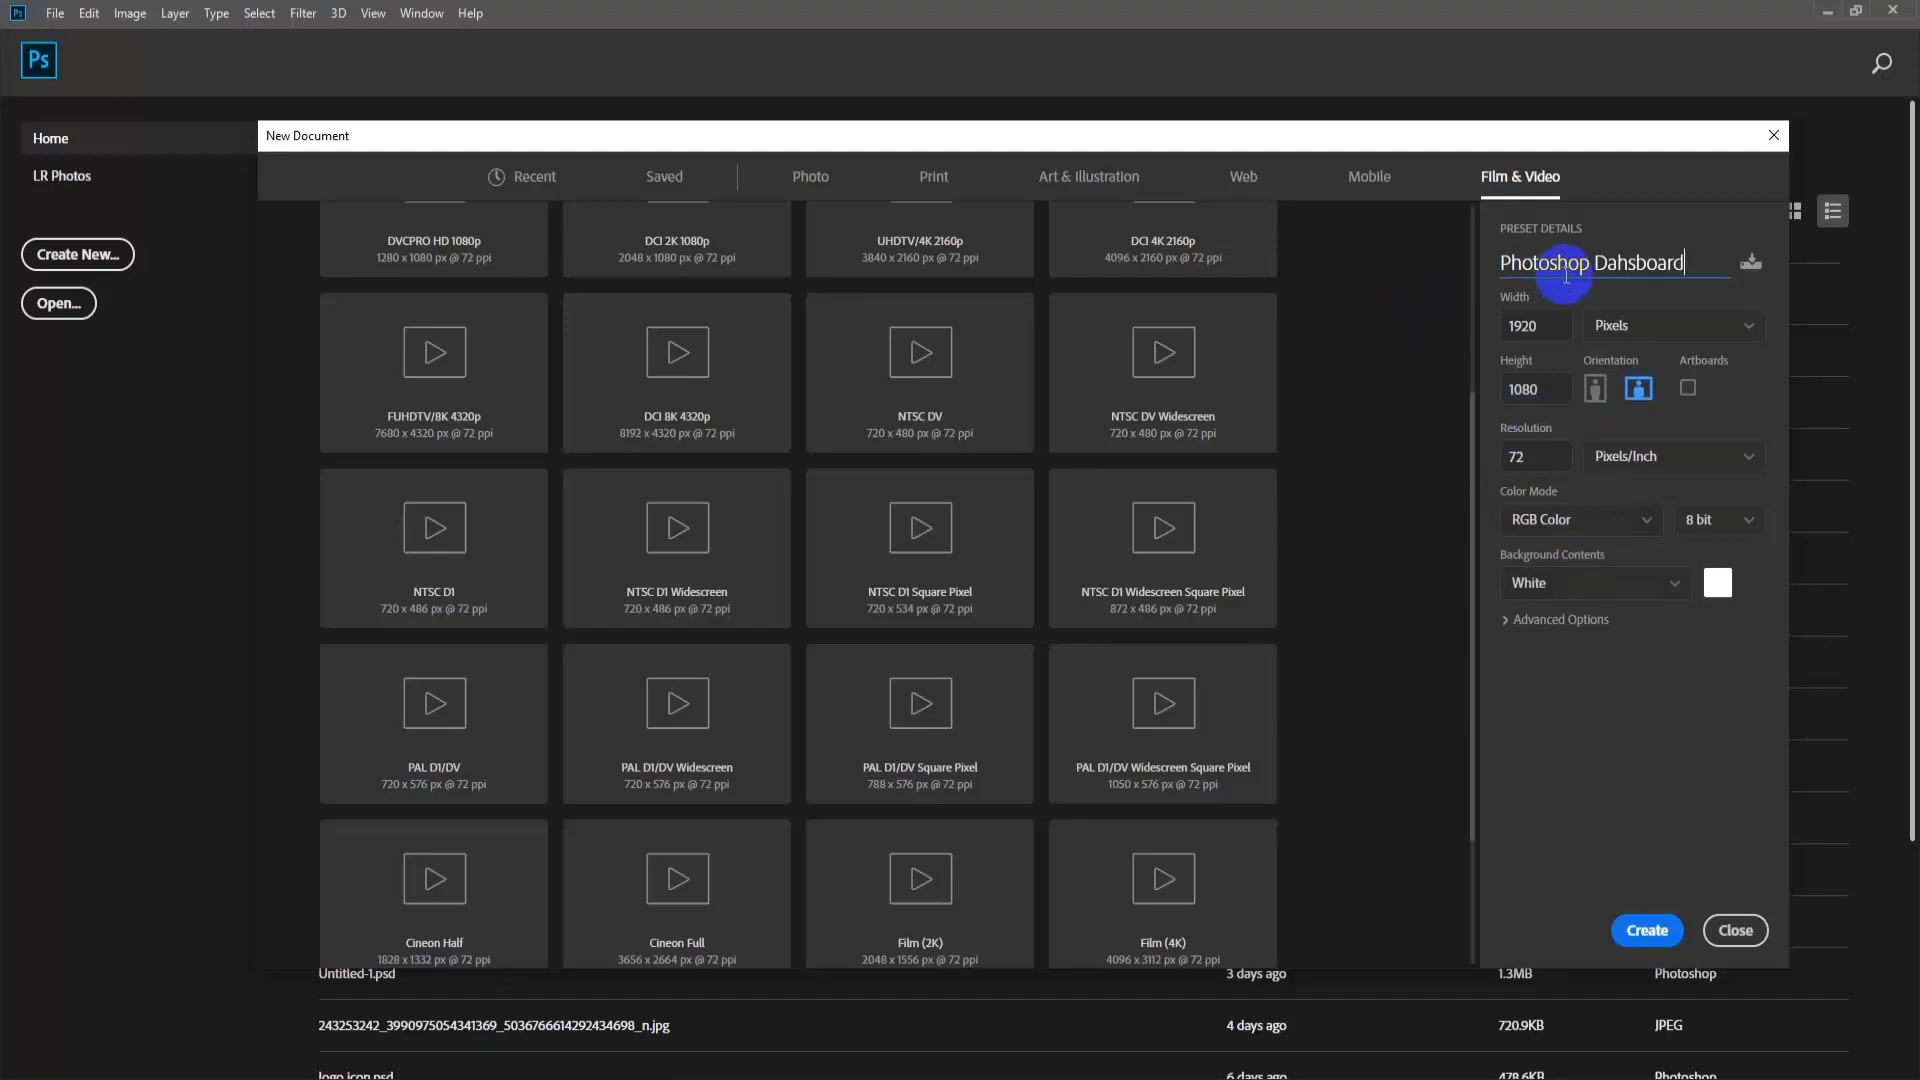 Ps File Edit Image Layer Type Select Filter 3D View Window Help
Ps
Home
LR Photos
Create New...
Open...
New Document
Recent Saved Photo Print Art & Illustration Web Mobile Film & Video
DVCPRO HD 1080p
1280 x 1080 px @ 72 ppi
DCI 2K 1080p
2048 x 1080 px @ 72 ppi
UHDTV/4K 2160p
3840 x 2160 px @ 72 ppi
DCI 4K 2160p
4096 x 2160 px @ 72 ppi
FUHDTV/8K 4320p
7680 x 4320 px @ 72 ppi
DCI 8K 4320p
8192 x 4320 px @ 72 ppi
NTSC DV
720 x 480 px @ 72 ppi
NTSC DV Widescreen
720 x 480 px @ 72 ppi
NTSC D1
720 x 486 px @ 72 ppi
NTSC D1 Widescreen
720 x 486 px @ 72 ppi
NTSC D1 Square Pixel
720 x 534 px @ 72 ppi
NTSC D1 Widescreen Square Pixel
872 x 486 px @ 72 ppi
PAL D1/DV
720 x 576 px @ 72 ppi
PAL D1/DV Widescreen
720 x 576 px @ 72 ppi
PAL D1/DV Square Pixel
788 x 576 px @ 72 ppi
PAL D1/DV Widescreen Square Pixel
1050 x 576 px @ 72 ppi
Cineon Half
1828 x 1332 px @ 72 ppi
Cineon Full
3656 x 2664 px @ 72 ppi
Film (2K)
2048 x 1556 px @ 72 ppi
Film (4K)
4096 x 3112 px @ 72 ppi
PRESET DETAILS
Photoshop Dahsboard
Width
1920 Pixels
Height Orientation Artboards
1080
Resolution
72 Pixels/Inch
Color Mode
RGB Color 8 bit
Background Contents
White
Advanced Options
Create Close
Untitled-1.psd 3 days ago 1.3MB Photoshop
243253242_3990975054341369_5036766614292434698_n.jpg 4 days ago 720.9KB JPEG
logo icon.psd 6 days ago 478.6KB Photoshop